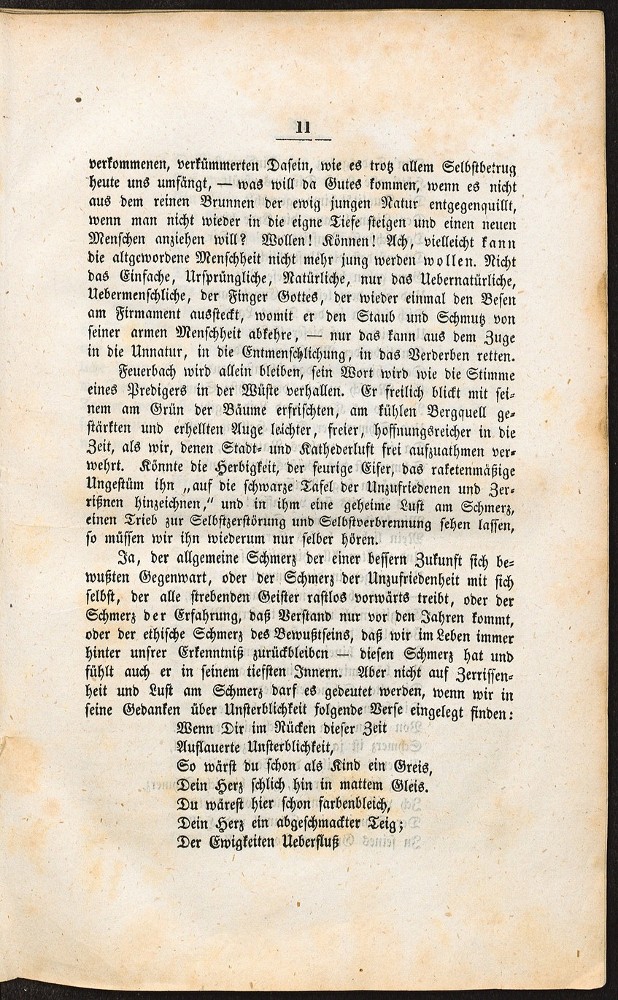 11
verkommenen, verkümmerten Dasein, wie es trotz allem Selbstbetrug
heute uns umfängt, — was will da Gutes kommen, wenn es nicht
aus dem reinen Brunnen der ewig jungen Natur entgegenquillt,
wenn man nicht wieder in die eigne Tiefe steigen und einen neuen
Menschen anziehen will? Wollen! Können! Ach, vielleicht kann
die altgewordene Menschheit nicht mehr jung werden wollen. Nicht
das Einfache, Ursprüngliche, Natürliche, nur das Uebernatürliche,
Uebermenschliche, der Finger Gottes, der wieder einmal den Besen
am Firmament aussteckt, womit er den Staub und Schmutz von
seiner armen Menschheit abkehre, — nur das kann aus dem Zuge
in die Unnatur, in die Entmenschlichung, in das Verderben retten.
Feuerbach wird allein bleiben, sein Wort wird wie die Stimme
eines Predigers in der Wüste verhallen. Er freilich blickt mit sei-
nem am Grün der Bäume erfrischten, am kühlen Bergquell ge-
stärkten und erhellten Auge leichter, freier, hoffnungsreicher in die
Zeit, als wir, denen Stadt- und Kathederluft frei aufzuathmen ver-
wehrt. Könnte die Herbigkeit, der feurige Eifer, das raketenmäßige
Ungestüm ihn „auf die schwarze Tafel der Unzufriedenen und Zer-
rißnen hinzeichnen,“ und in ihm eine geheime Lust am Schmerz,
einen Trieb zur Selbstzerstörung und Selbstverbrennung sehen lassen,
so müssen wir ihn wiederum nur selber hören.
Ja, der allgemeine Schmerz der einer bessern Zukunft sich be-
wußten Gegenwart, oder der Schmerz der Unzufriedenheit mit sich
selbst, der alle strebenden Geister rastlos vorwärts treibt, oder der
Schmerz der Erfahrung, daß Verstand nur vor den Jahren kommt,
oder der ethische Schmerz des Bewußtseins, daß wir im Leben immer
hinter unsrer Erkenntniß zurückbleiben — diesen Schmerz hat und
fühlt auch er in seinem tiefsten Innern. Aber nicht auf Zerrissen-
heit und Lust am Schmerz darf es gedeutet werden, wenn wir in
seine Gedanken über Unsterblichkeit folgende Verse eingelegt finden:
Wenn Dir im Rücken dieser Zeit
Auflauerte Unsterblichkeit,
So wärst du schon als Kind ein Greis,
Dein Herz schlich hin in mattem Gleis.
Du wärest hier schon farbenbleich,
Dein Herz ein abgeschmackter Teig;
Der Ewigkeiten Ueberfluß